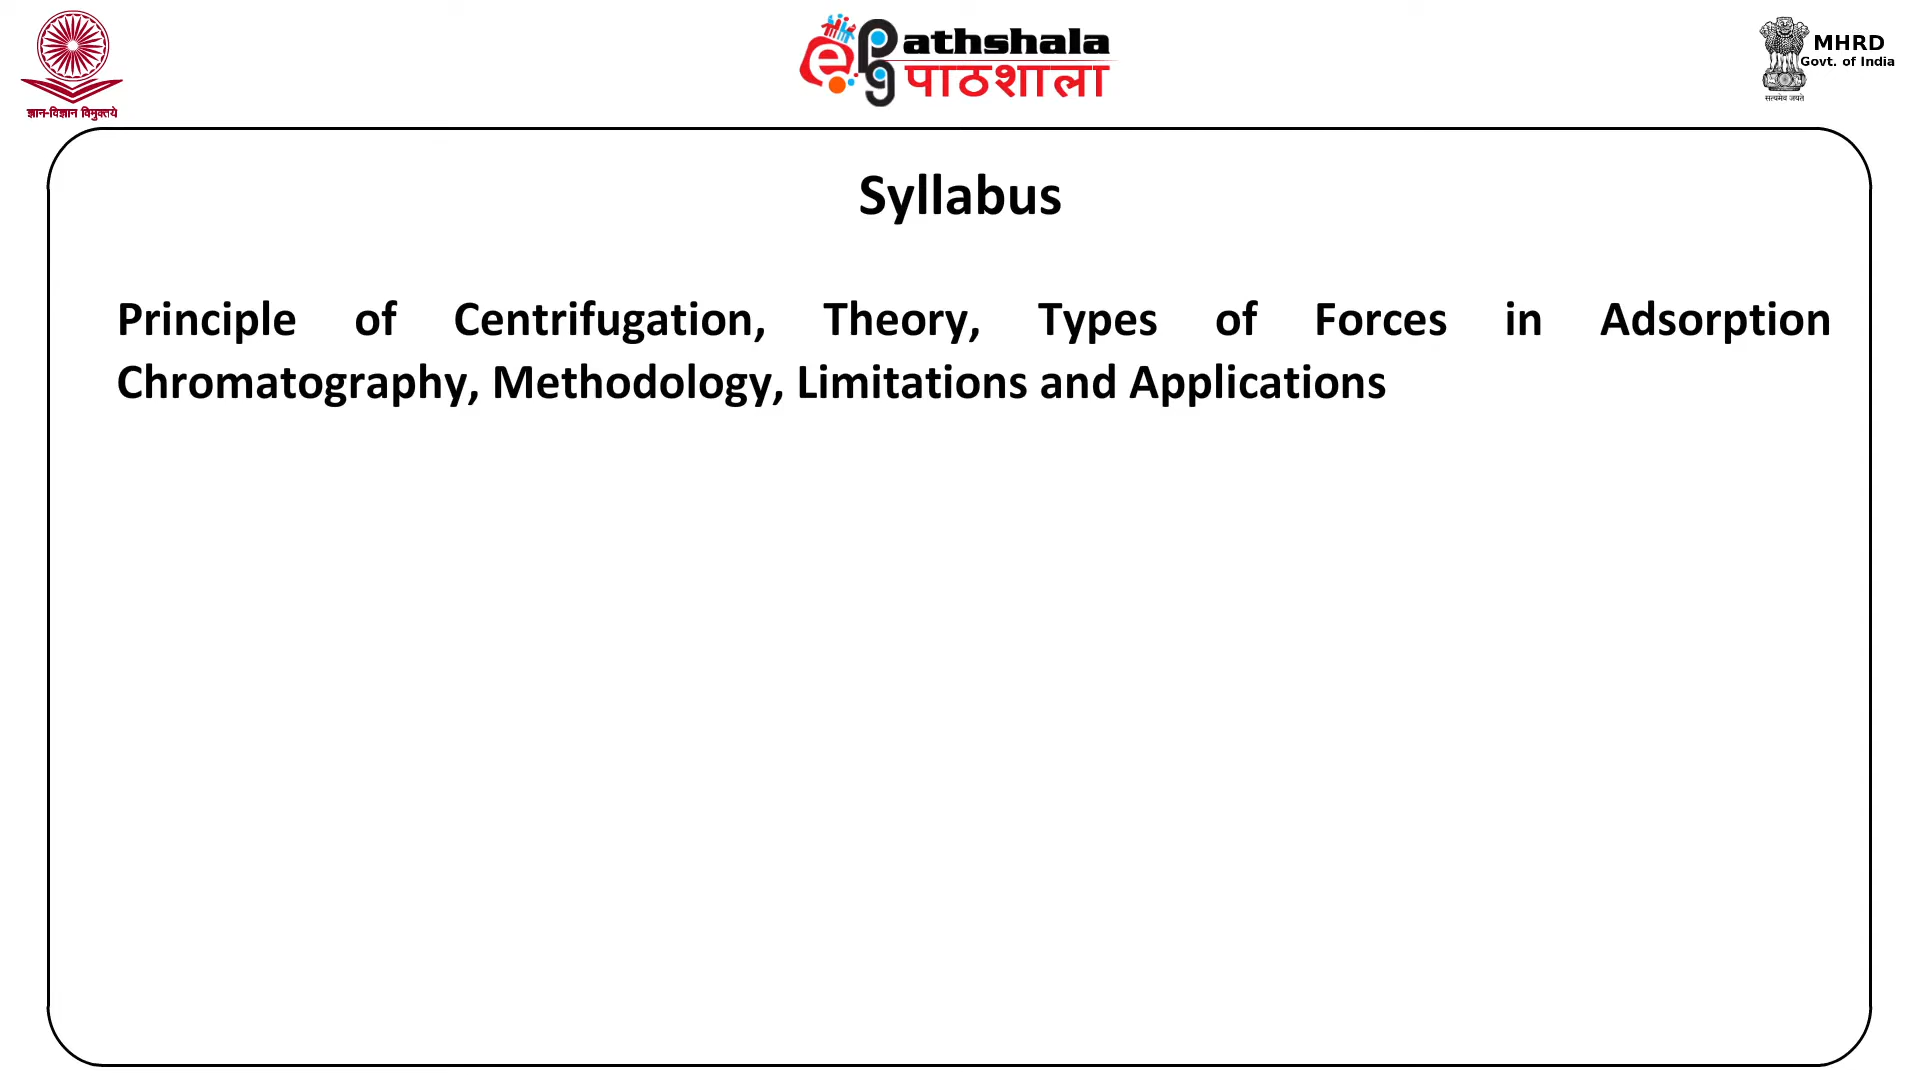 ज्ञान-विज्ञान विमुक्तये
e pg athshala
पाठशाला
MHRD
Govt. of India
सत्यमेव जयते
Syllabus
Principle of Centrifugation, Theory, Types of Forces in Adsorption
Chromatography, Methodology, Limitations and Applications